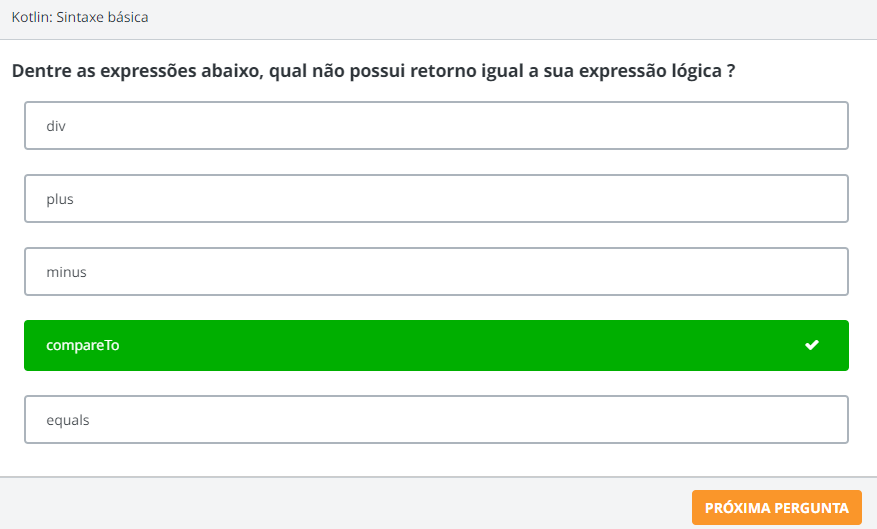 Kotlin: Sintaxe básica
Dentre as expressões abaixo, qual não possui retorno igual a sua expressão lógica ?
div
plus
minus
compareTo
equals
PRÓXIMA PERGUNTA